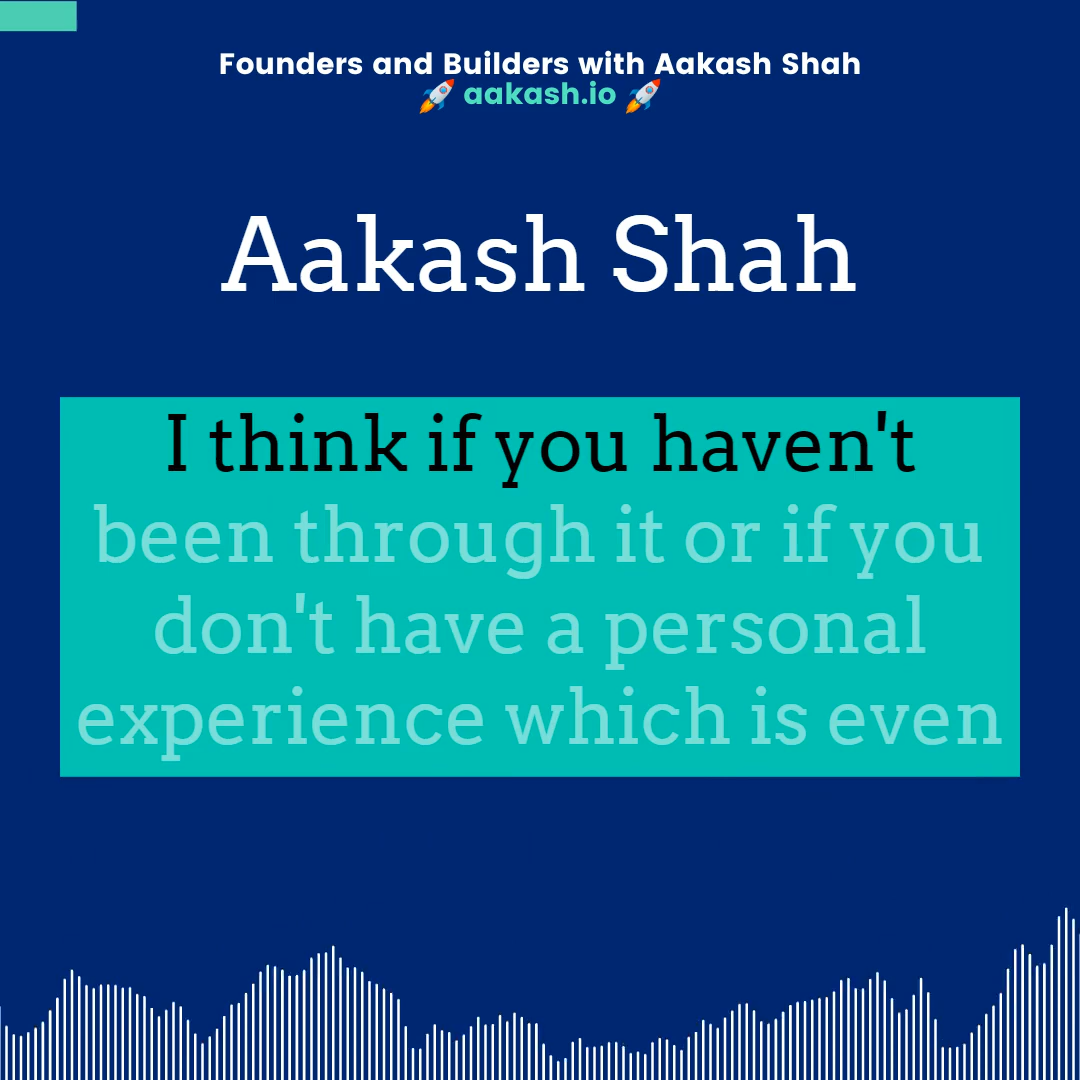 Founders and Builders with Aakash Shah
🚀 aakash.io 🚀
Aakash Shah
I think if you haven't
been through it or if you
don't have a personal
experience which is even